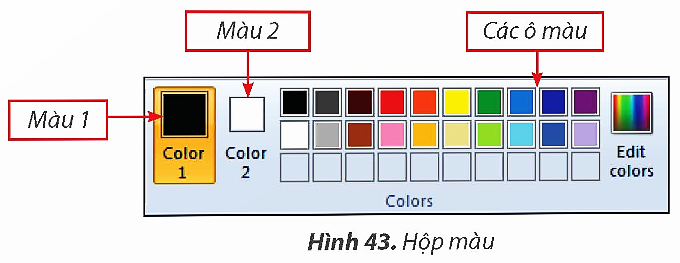 Màu 2
Các ô màu
Màu 1
Color
1
Color
2
Edit
colors
Colors
Hình 43. Hộp màu